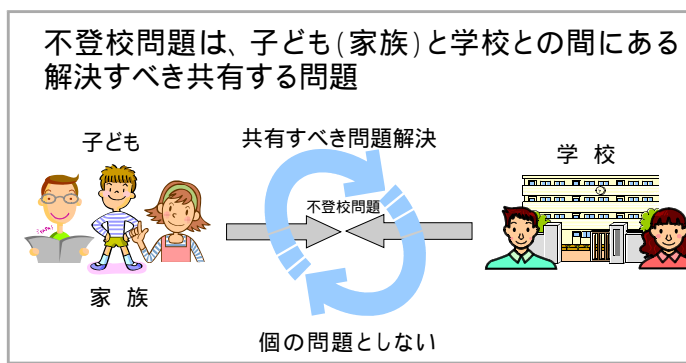 不登校問題は、子ども(家族)と学校との間にある
解決すべき共有する問題
子ども
共有すべき問題解決
学 校
不登校問題
家 族
個の問題としない